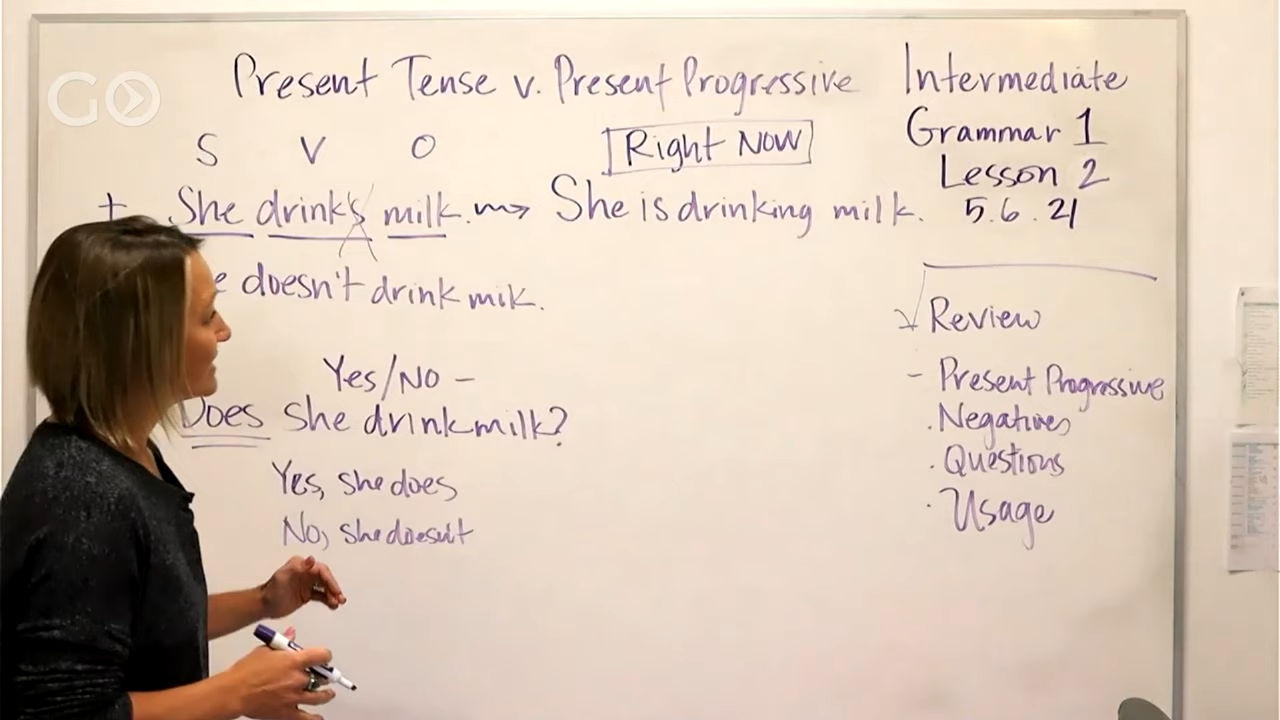 GO
Present Tense v. Present Progressive
Intermediate
Grammar 1
Lesson 2
5.6.21
S V O
Right Now
+ She drinks milk. → She is drinking milk.
e doesn't drink mik.
Yes/No -
Does she drink milk?
Yes, she does
No, she doesn't
Review
- Present Progressive
. Negatives
. Questions
. Usage